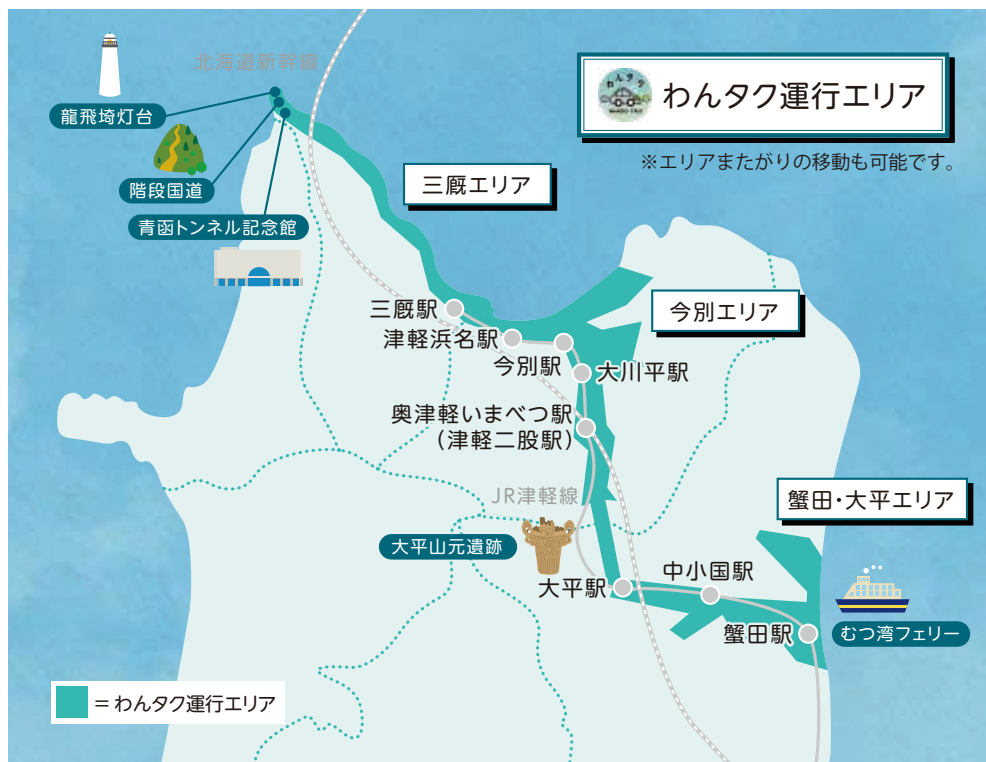 わんタク
わんタク運行エリア
※エリアまたがりの移動も可能です。
北海道新幹線
龍飛埼灯台
階段国道
青函トンネル記念館
三厩エリア
今別エリア
三厩駅
津軽浜名駅
今別駅
大川平駅
奥津軽いまべつ駅
（津軽二股駅）
JR津軽線
蟹田・大平エリア
大平山元遺跡
大平駅
中小国駅
蟹田駅
むつ湾フェリー
＝わんタク運行エリア